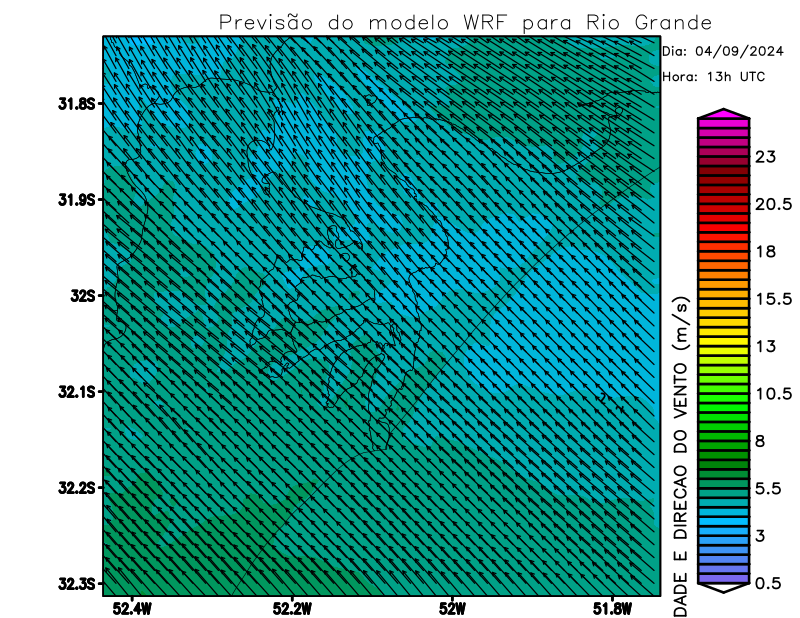 Previsão do modelo WRF para Rio Grande
Dia: 04/09/2024
Hora: 13h UTC
31.8S
31.9S
32S
32.1S
32.2S
32.3S
52.4W
52.2W
52W
51.8W
23
20.5
18
15.5
13
10.5
8
5.5
3
0.5
DADE E DIRECAO DO VENTO (m/s)